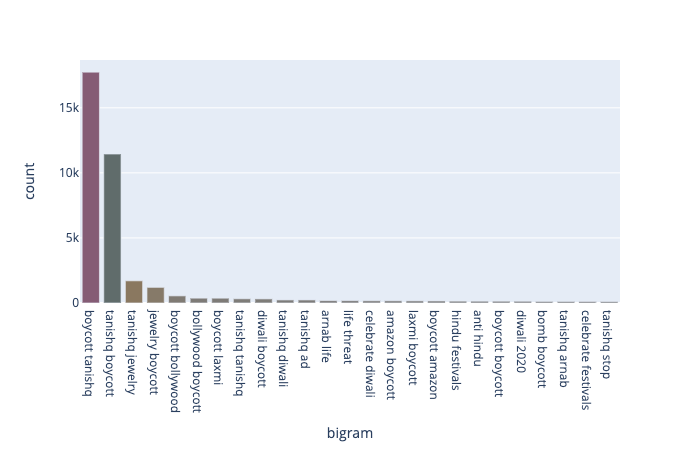 count
15k
10k
5k
0
boycott tanishq
tanishq boycott
tanishq jewelry
jewelry boycott
boycott bollywood
bollywood boycott
boycott laxmi
tanishq tanishq
diwali boycott
tanishq diwali
tanishq ad
arnab life
life threat
celebrate diwali
amazon boycott
laxmi boycott
boycott amazon
hindu festivals
anti hindu
boycott boycott
diwali 2020
bomb boycott
tanishq arnab
celebrate festivals
tanishq stop
bigram